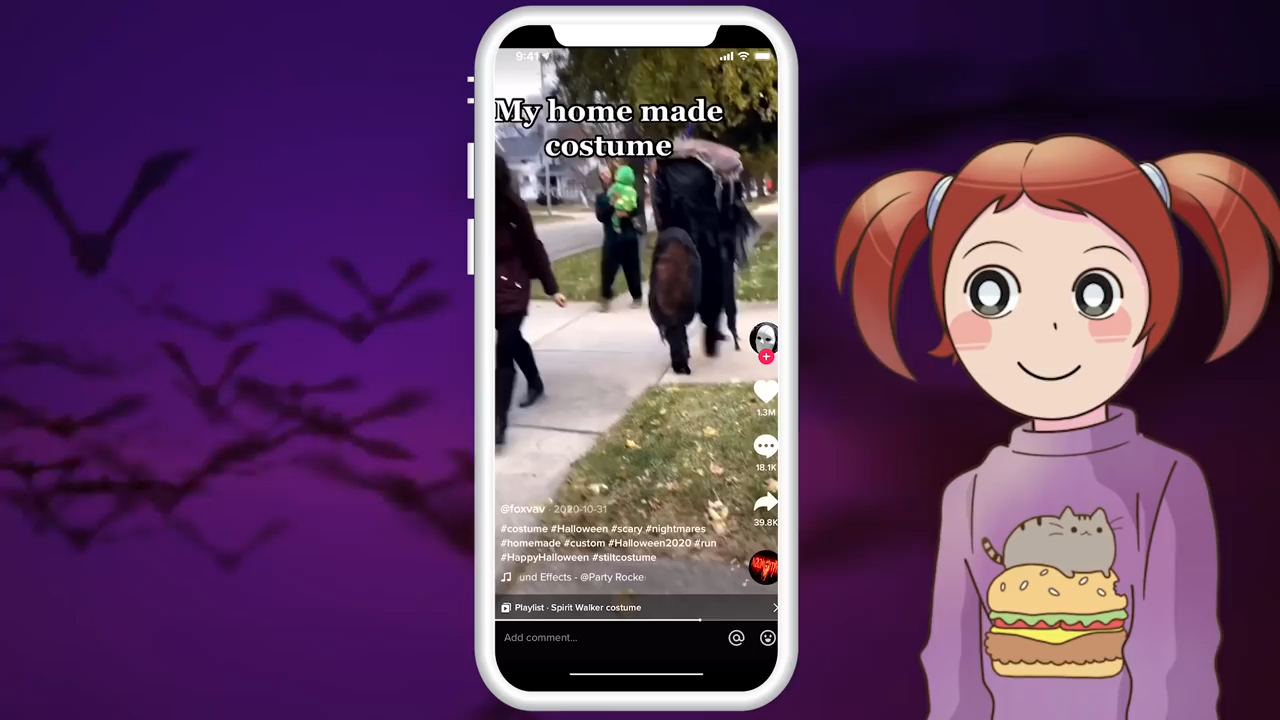 9:41
My home made
costume
1.3M
18.1K
39.8K
@foxvav · 2020-10-31
#costume #Halloween #scary #nightmares
#homemade #custom #Halloween2020 #run
#HappyHalloween #stiltcostume
und Effects - @Party Rocke
Playlist · Spirit Walker costume
Add comment...